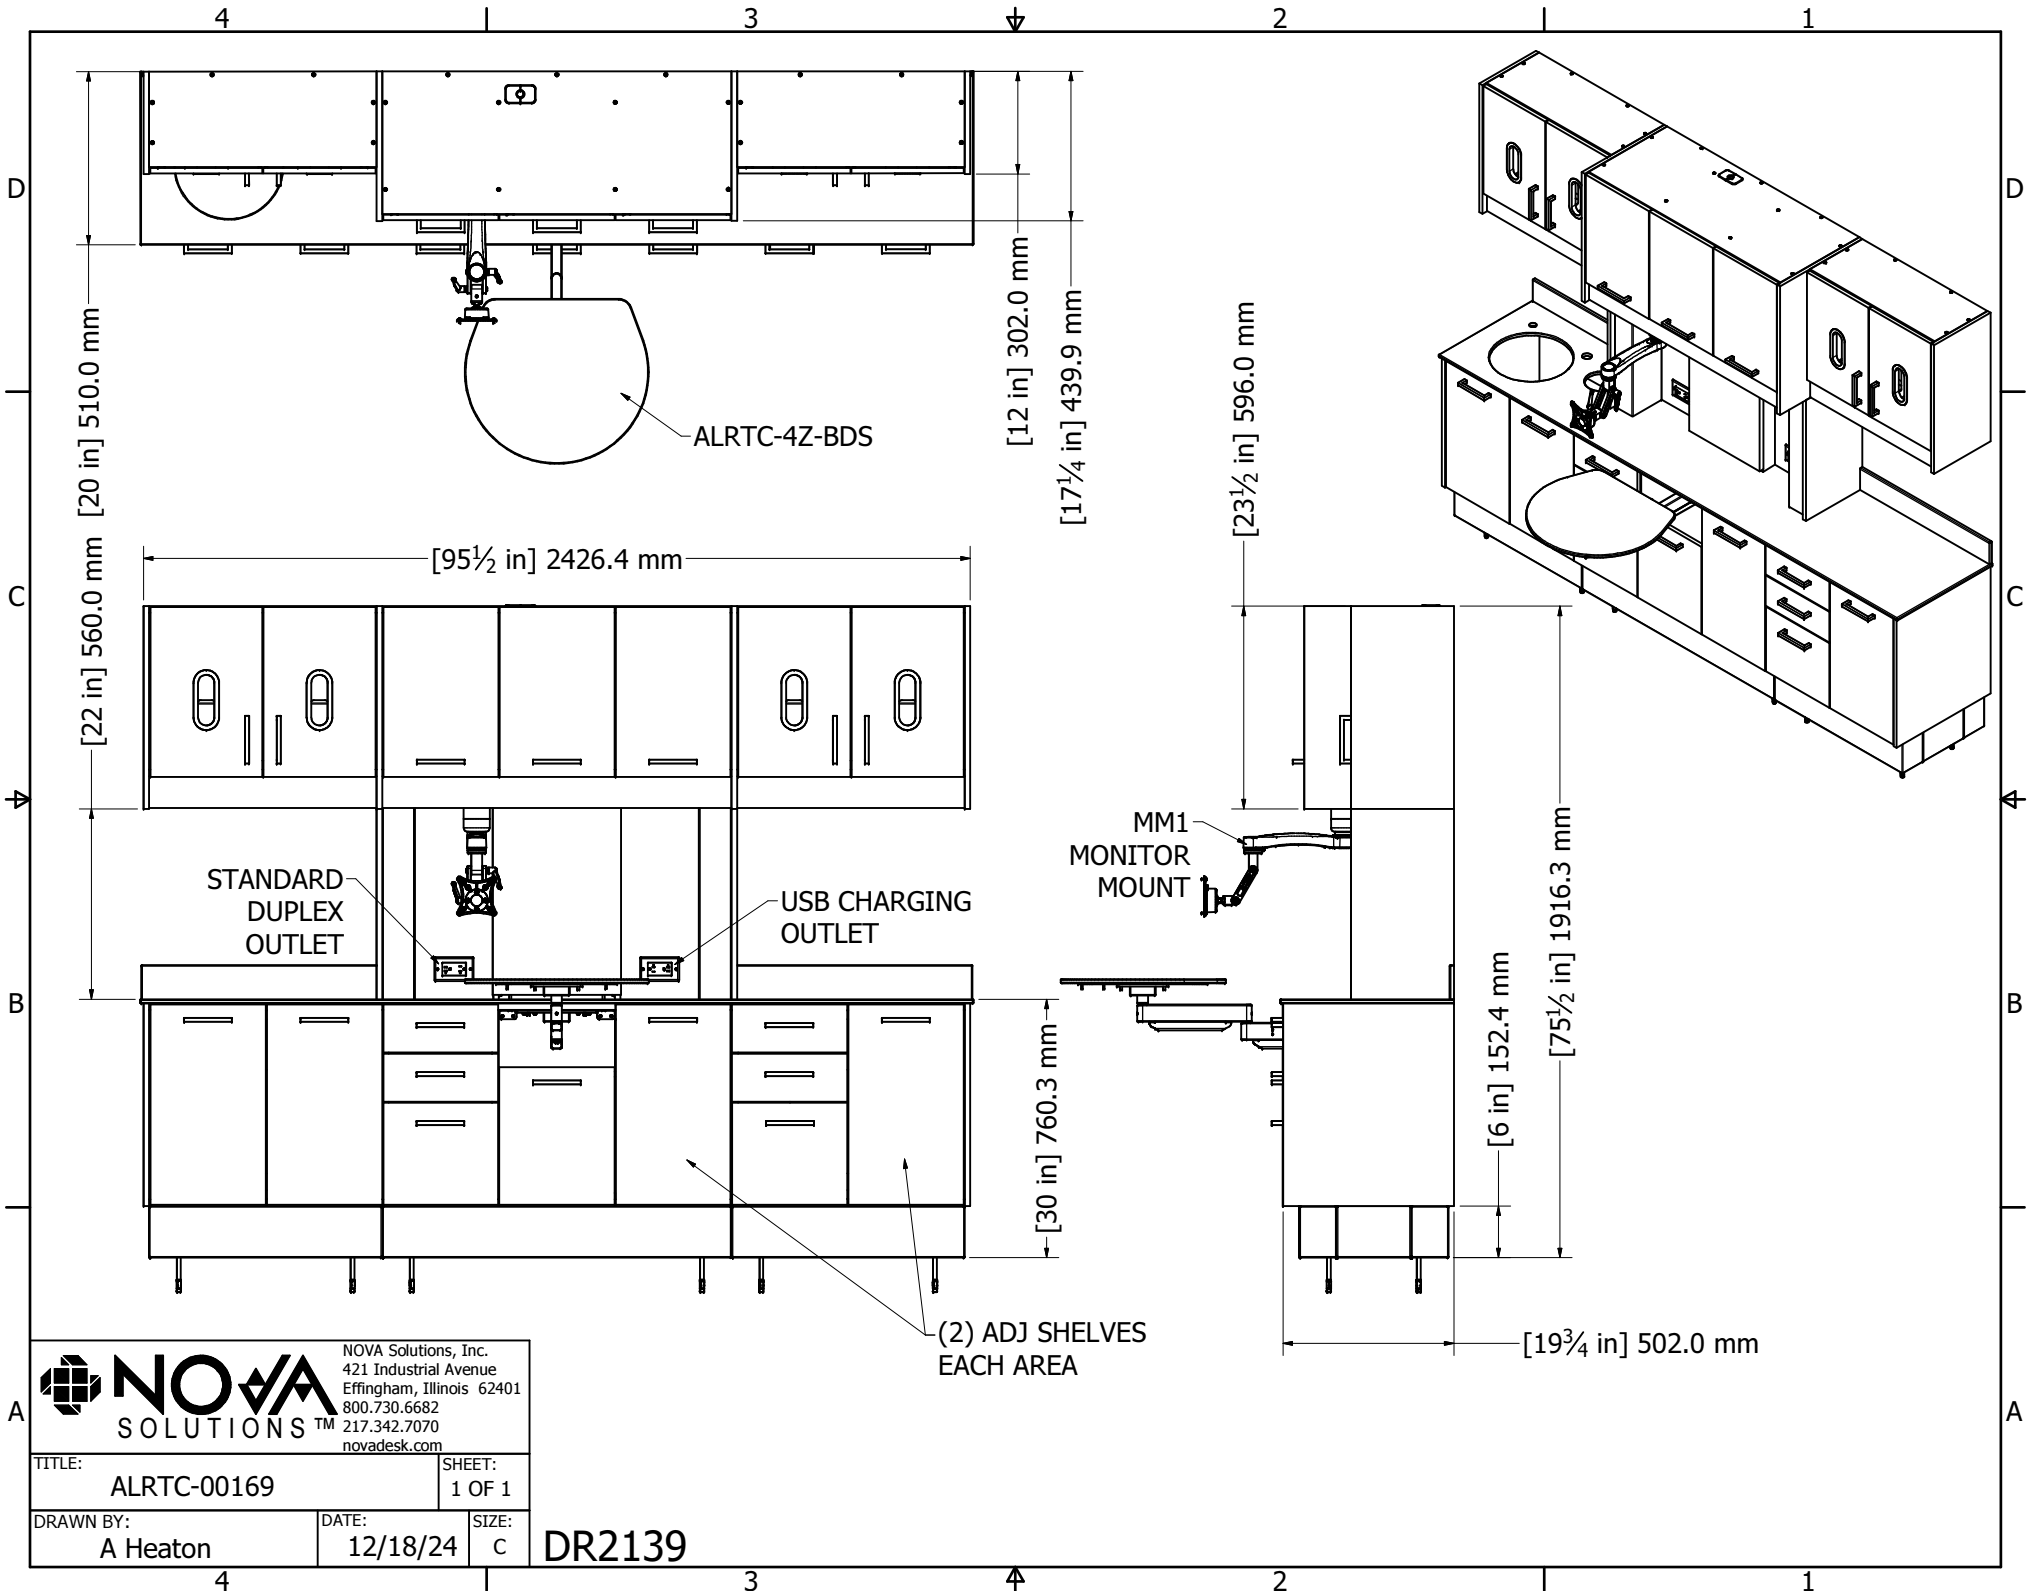 4
3
2
1
D
D
[20 in] 510.0 mm
[12 in] 302.0 mm
[17¼ in] 439.9 mm
ALRTC-4Z-BDS
C
C
[95½ in] 2426.4 mm
[22 in] 560.0 mm
[23½ in] 596.0 mm
MM1
MONITOR
MOUNT
STANDARD
DUPLEX
OUTLET
USB CHARGING
OUTLET
B
B
[30 in] 760.3 mm
[6 in] 152.4 mm
[75½ in] 1916.3 mm
(2) ADJ SHELVES
EACH AREA
[19¾ in] 502.0 mm
A
A
NOVA
SOLUTIONS ™
NOVA Solutions, Inc.
421 Industrial Avenue
Effingham, Illinois 62401
800.730.6682
217.342.7070
novadesk.com
TITLE:
ALRTC-00169
SHEET:
1 OF 1
DRAWN BY:
A Heaton
DATE:
12/18/24
SIZE:
C
DR2139
4
3
2
1